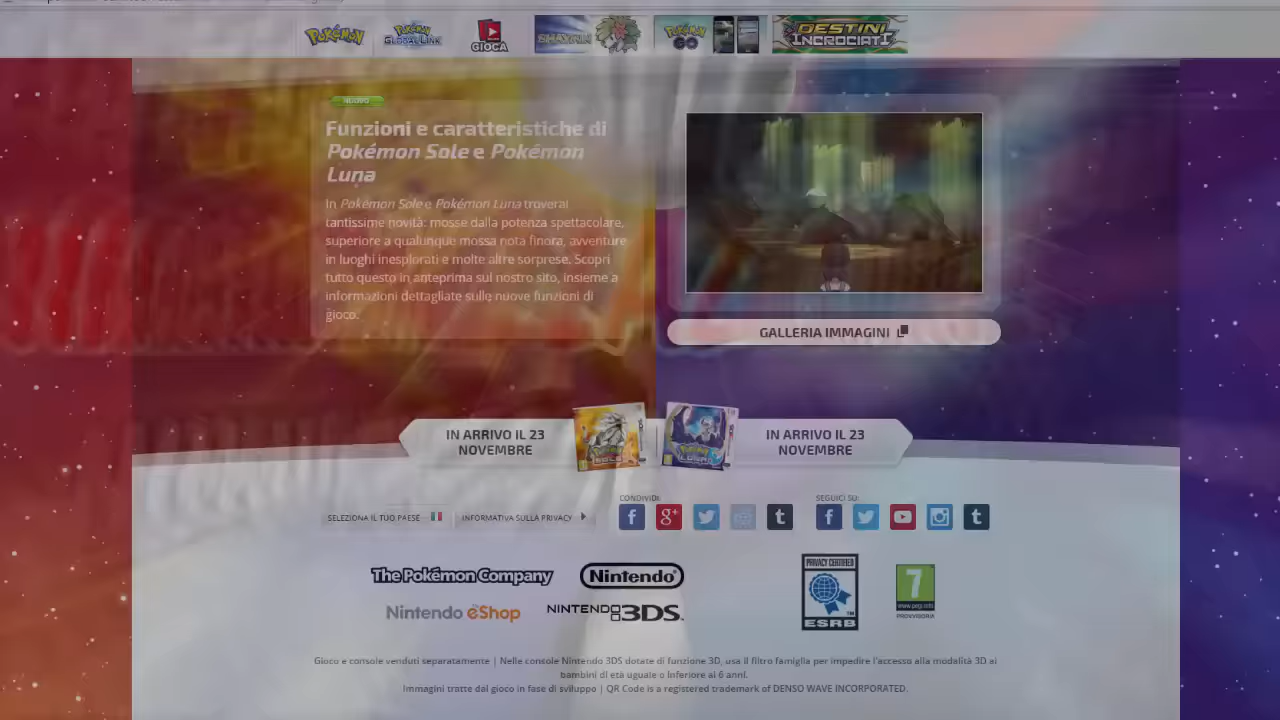 Pokémon
Pokémon
GLOBAL LINK
GIOCA
SHAYMIN
Pokémon
GO
DESTINI
INCROCIATI
NUOVO
Funzioni e caratteristiche di
Pokémon Sole e Pokémon
Luna
In Pokémon Sole e Pokémon Luna troverai
tantissime novità: mosse dalla potenza spettacolare,
superiore a qualunque mossa nota finora, avventure
in luoghi inesplorati e molte altre sorprese. Scopri
tutto questo in anteprima sul nostro sito, insieme a
informazioni dettagliate sulle nuove funzioni di
gioco.
GALLERIA IMMAGINI
IN ARRIVO IL 23
NOVEMBRE
IN ARRIVO IL 23
NOVEMBRE
CONDIVIDI:
SEGUICI SU:
SELEZIONA IL TUO PAESE
INFORMATIVA SULLA PRIVACY
The Pokémon Company
Nintendo®
Nintendo eShop
NINTENDO 3DS
PRIVACY CERTIFIED
ESRB
7
www.pegi.info
PROVVISORIO
Gioco e console venduti separatamente | Nelle console Nintendo 3DS dotate di funzione 3D, usa il filtro famiglia per impedire l'accesso alla modalità 3D ai
bambini di età uguale o inferiore ai 6 anni.
Immagini tratte dal gioco in fase di sviluppo | QR Code is a registered trademark of DENSO WAVE INCORPORATED.